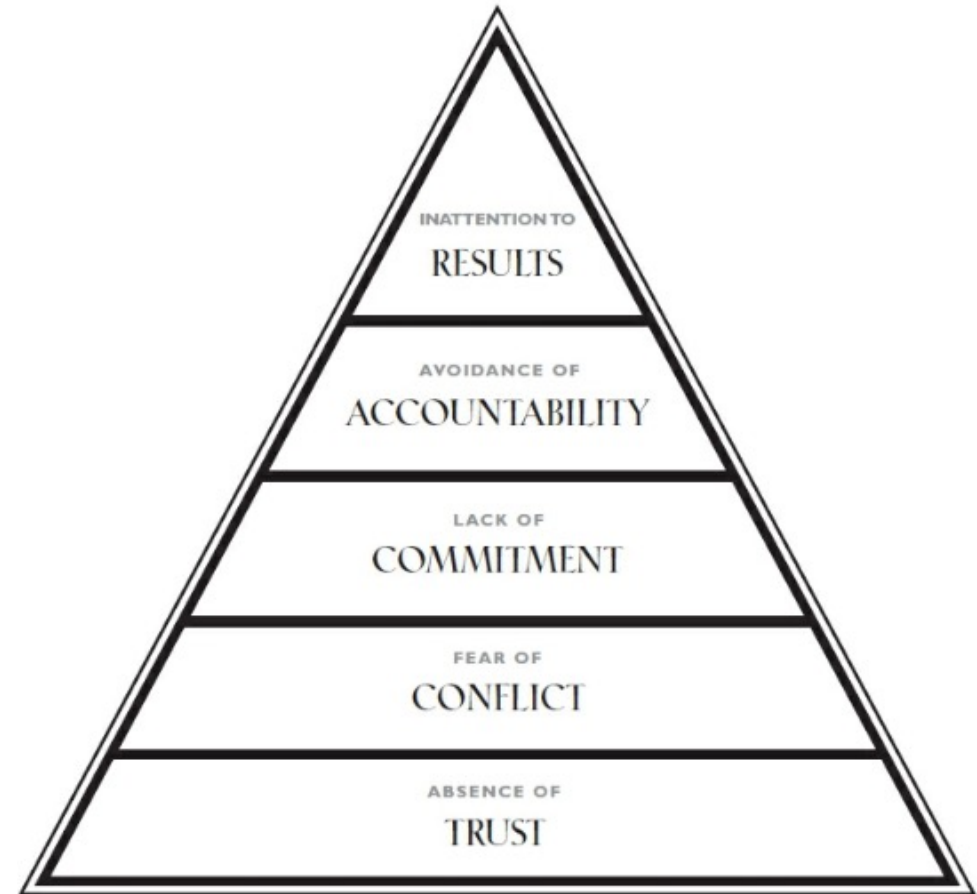 INATTENTION TO
RESULTS
AVOIDANCE OF
ACCOUNTABILITY
LACK OF
COMMITMENT
FEAR OF
CONFLICT
ABSENCE OF
TRUST